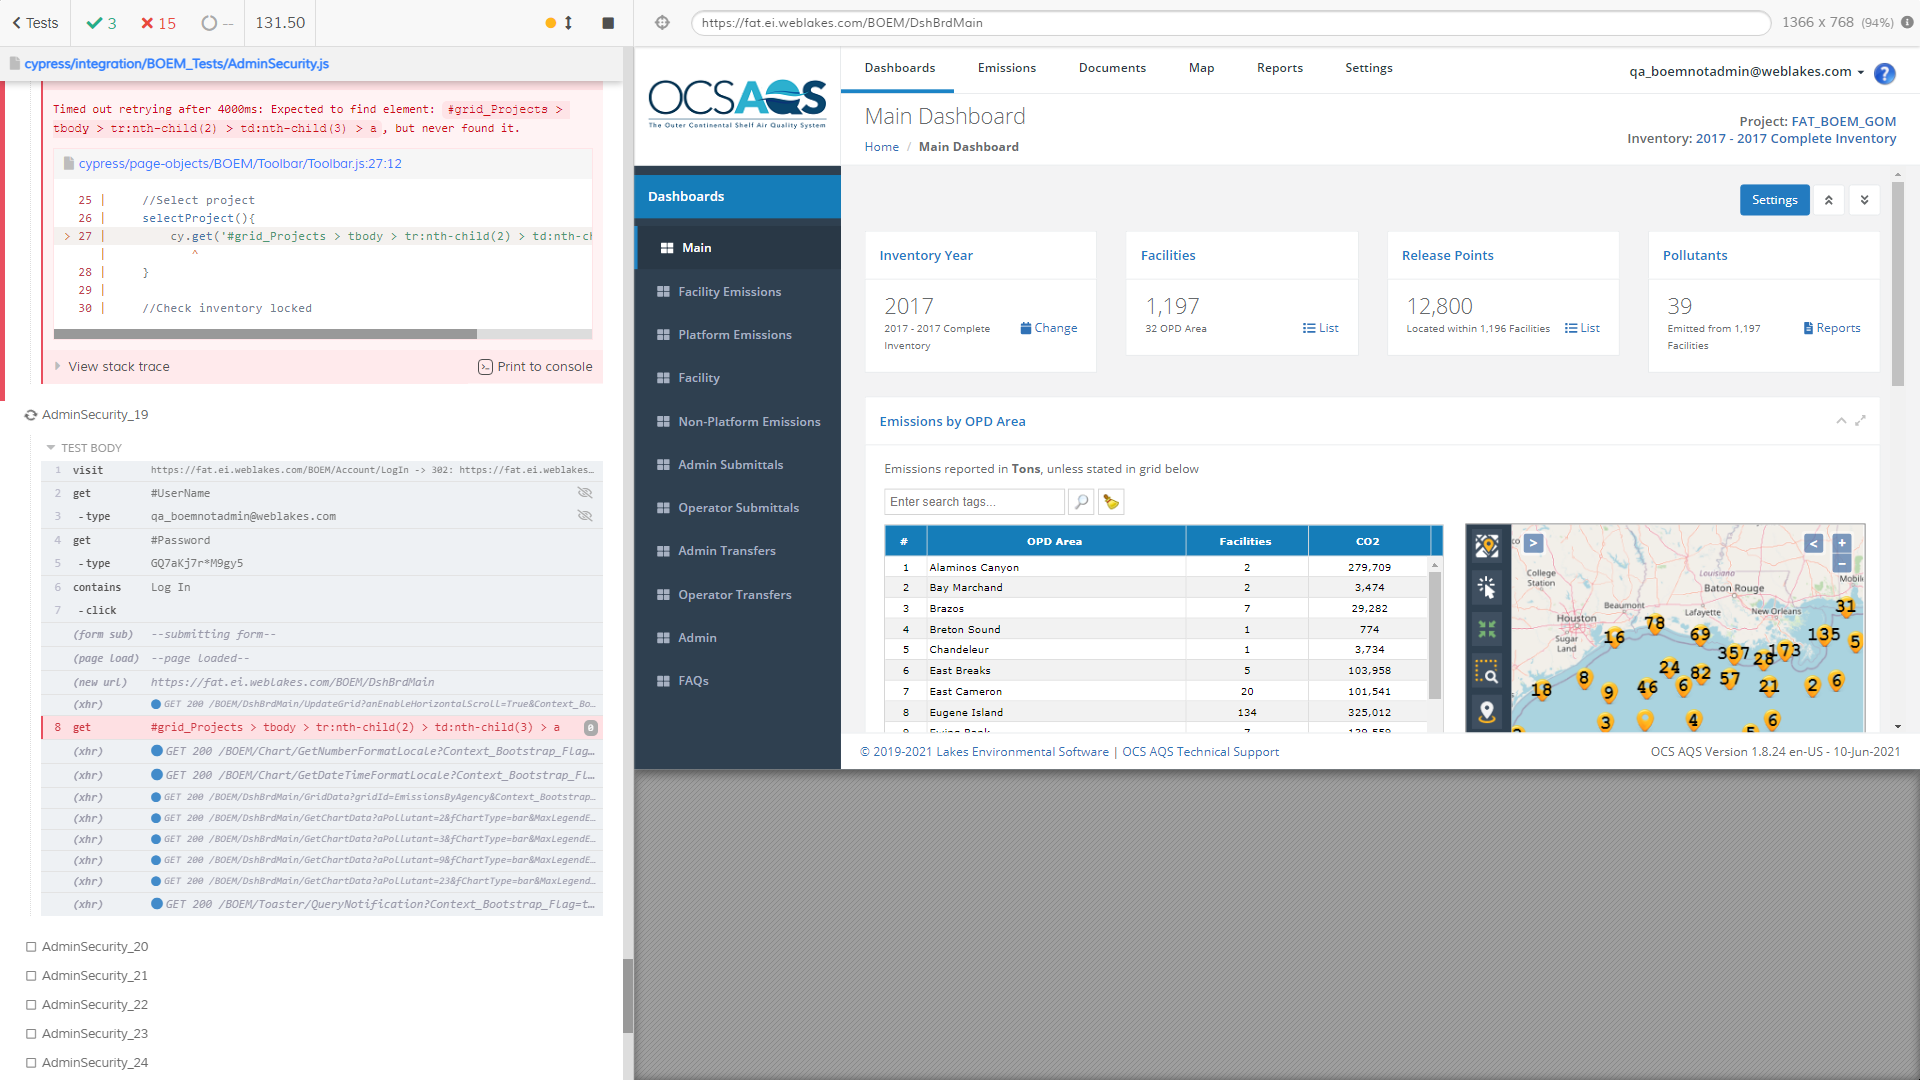 Tests
3
15
--
131.50
https://fat.ei.weblakes.com/BOEM/DshBrdMain
1366 x 768 (94%)
cypress/integration/BOEM_Tests/AdminSecurity.js
Timed out retrying after 4000ms: Expected to find element: #grid_Projects >
tbody > tr:nth-child(2) > td:nth-child(3) > a, but never found it.
cypress/page-objects/BOEM/Toolbar/Toolbar.js:27:12
25 | //Select project
26 | selectProject(){
> 27 | cy.get('#grid_Projects > tbody > tr:nth-child(2) > td:nth-ch
| ^
28 | }
29 |
30 | //Check inventory locked
View stack trace
Print to console
AdminSecurity_19
TEST BODY
1 visit https://fat.ei.weblakes.com/BOEM/Account/LogIn -> 302: https://fat.ei.weblakes...
2 get #UserName
3 -type qa_boemnotadmin@weblakes.com
4 get #Password
5 -type GQ7aKj7r*M9gy5
6 contains Log In
7 -click
(form sub) --submitting form--
(page load) --page loaded--
(new url) https://fat.ei.weblakes.com/BOEM/DshBrdMain
(xhr) GET 200 /BOEM/DshBrdMain/UpdateGrid?anEnableHorizontalScroll=True&Context_Bo...
8 get #grid_Projects > tbody > tr:nth-child(2) > td:nth-child(3) > a 0
(xhr) GET 200 /BOEM/Chart/GetNumberFormatLocale?Context_Bootstrap_Flag...
(xhr) GET 200 /BOEM/Chart/GetDateTimeFormatLocale?Context_Bootstrap_Fl...
(xhr) GET 200 /BOEM/DshBrdMain/GridData?gridId=EmissionsByAgency&Context_Bootstrap...
(xhr) GET 200 /BOEM/DshBrdMain/GetChartData?aPollutant=2&fChartType=bar&MaxLegendE...
(xhr) GET 200 /BOEM/DshBrdMain/GetChartData?aPollutant=3&fChartType=bar&MaxLegendE...
(xhr) GET 200 /BOEM/DshBrdMain/GetChartData?aPollutant=9&fChartType=bar&MaxLegendE...
(xhr) GET 200 /BOEM/DshBrdMain/GetChartData?aPollutant=23&fChartType=bar&MaxLegend...
(xhr) GET 200 /BOEM/Toaster/QueryNotification?Context_Bootstrap_Flag=t...
AdminSecurity_20
AdminSecurity_21
AdminSecurity_22
AdminSecurity_23
AdminSecurity_24
OCSAQS
The Outer Continental Shelf Air Quality System
Dashboards
Emissions
Documents
Map
Reports
Settings
qa_boemnotadmin@weblakes.com
?
Main Dashboard
Home / Main Dashboard
Project: FAT_BOEM_GOM
Inventory: 2017 - 2017 Complete Inventory
Dashboards
Main
Facility Emissions
Platform Emissions
Facility
Non-Platform Emissions
Admin Submittals
Operator Submittals
Admin Transfers
Operator Transfers
Admin
FAQs
Settings
Inventory Year
2017
2017 - 2017 Complete
Inventory
Change
Facilities
1,197
32 OPD Area
List
Release Points
12,800
Located within 1,196 Facilities
List
Pollutants
39
Emitted from 1,197
Facilities
Reports
Emissions by OPD Area
Emissions reported in Tons, unless stated in grid below
Enter search tags...
# OPD Area Facilities CO2
1 Alaminos Canyon 2 279,709
2 Bay Marchand 2 3,474
3 Brazos 7 29,282
4 Breton Sound 1 774
5 Chandeleur 1 3,734
6 East Breaks 5 103,958
7 East Cameron 20 101,541
8 Eugene Island 134 325,012
College
Station
Louisiana
Baton Rouge
Mobil
Beaumont
Lafayette
New Orleans
Houston
Sugar
Land
31
78
16
69
135
5
357
28
173
24
82
57
8
9
46
6
21
2
6
18
3
4
6
© 2019-2021 Lakes Environmental Software | OCS AQS Technical Support
OCS AQS Version 1.8.24 en-US - 10-Jun-2021